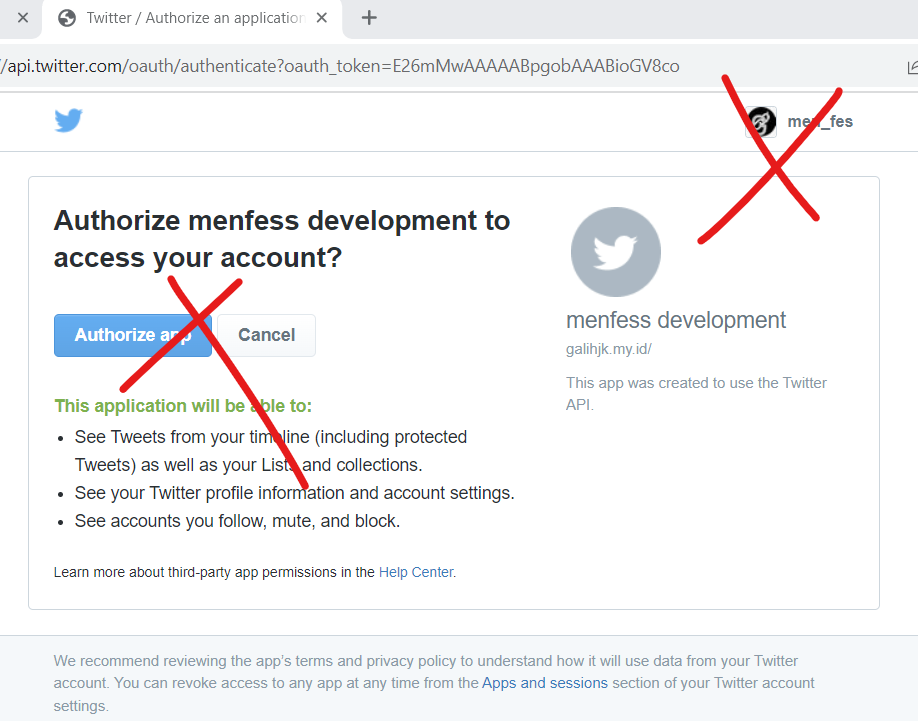 Twitter / Authorize an application
/api.twitter.com/oauth/authenticate?oauth_token=E26mMwAAAAABpgobAAABioGV8co
men_fes
Authorize menfess development to
access your account?
Authorize app
Cancel
This application will be able to:
See Tweets from your timeline (including protected
Tweets) as well as your Lists and collections.
See your Twitter profile information and account settings.
See accounts you follow, mute, and block.
Learn more about third-party app permissions in the Help Center.
menfess development
galihjk.my.id/
This app was created to use the Twitter
API.
We recommend reviewing the app's terms and privacy policy to understand how it will use data from your Twitter
account. You can revoke access to any app at any time from the Apps and sessions section of your Twitter account
settings.